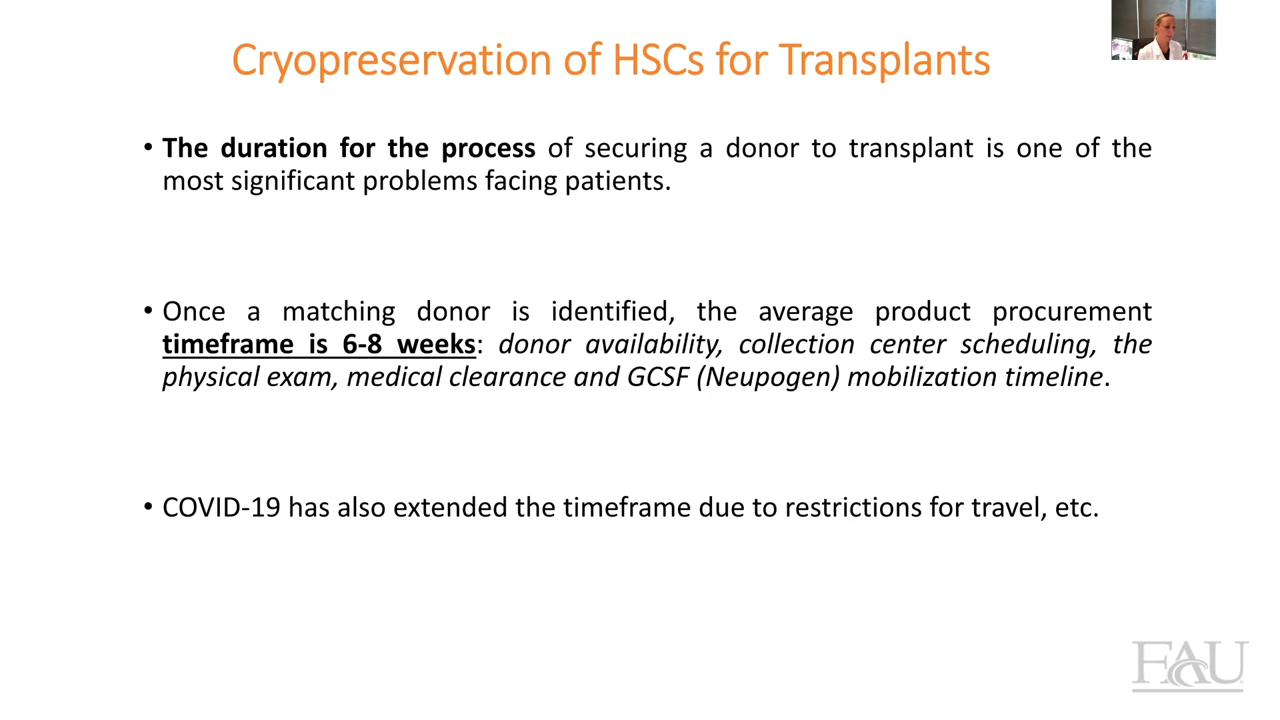 Cryopreservation of HSCs for Transplants
• The duration for the process of securing a donor to transplant is one of the
most significant problems facing patients.
• Once a matching donor is identified, the average product procurement
timeframe is 6-8 weeks: donor availability, collection center scheduling, the
physical exam, medical clearance and GCSF (Neupogen) mobilization timeline.
• COVID-19 has also extended the timeframe due to restrictions for travel, etc.
FAU